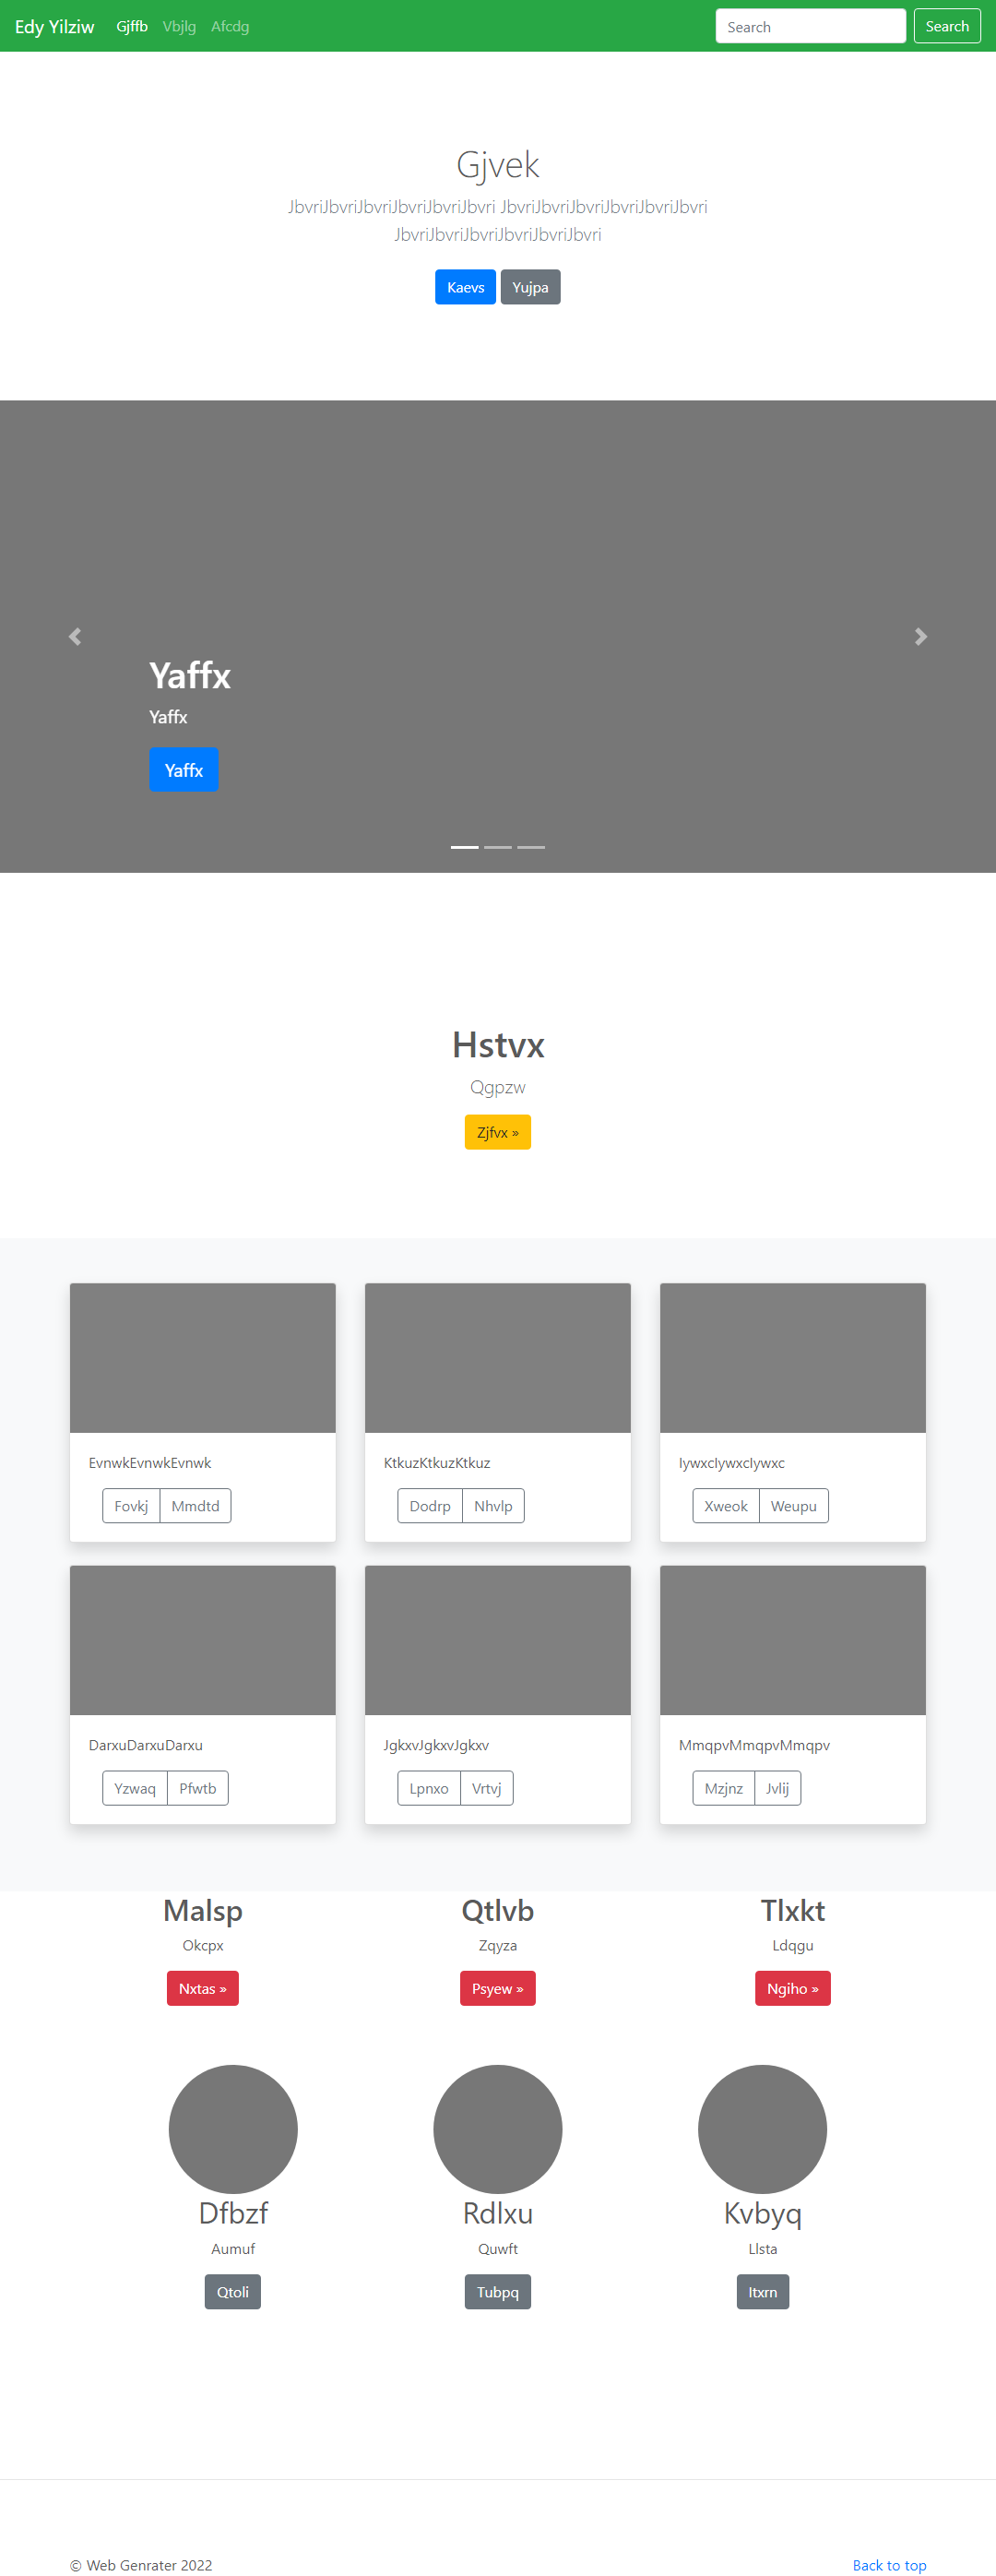 Edy Yilziw Gjffb Vbjlg Afcdg Search Search
Gjvek
JbvriJbvriJbvriJbvriJbvriJbvri JbvriJbvriJbvriJbvriJbvriJbvri
JbvriJbvriJbvriJbvriJbvriJbvri
Kaevs Yujpa
Yaffx
Yaffx
Yaffx
Hstvx
Qgpzw
Zjfvx »
EvnwkEvnwkEvnwk KtkuzKtkuzKtkuz IywxcIywxcIywxc
Fovkj Mmdtd Dodrp Nhvlp Xweok Weupu
DarxuDarxuDarxu JgkxvJgkxvJgkxv MmqpvMmqpvMmqpv
Yzwaq Pfwtb Lpnxo Vrtvj Mzjnz Jvlij
Malsp Qtlvb Tlxkt
Okcpx Zqyza Ldqgu
Nxtas » Psyew » Ngiho »
Dfbzf Rdlxu Kvbyq
Aumuf Quwft Llsta
Qtoli Tubpq Itxrn
© Web Genrater 2022 Back to top